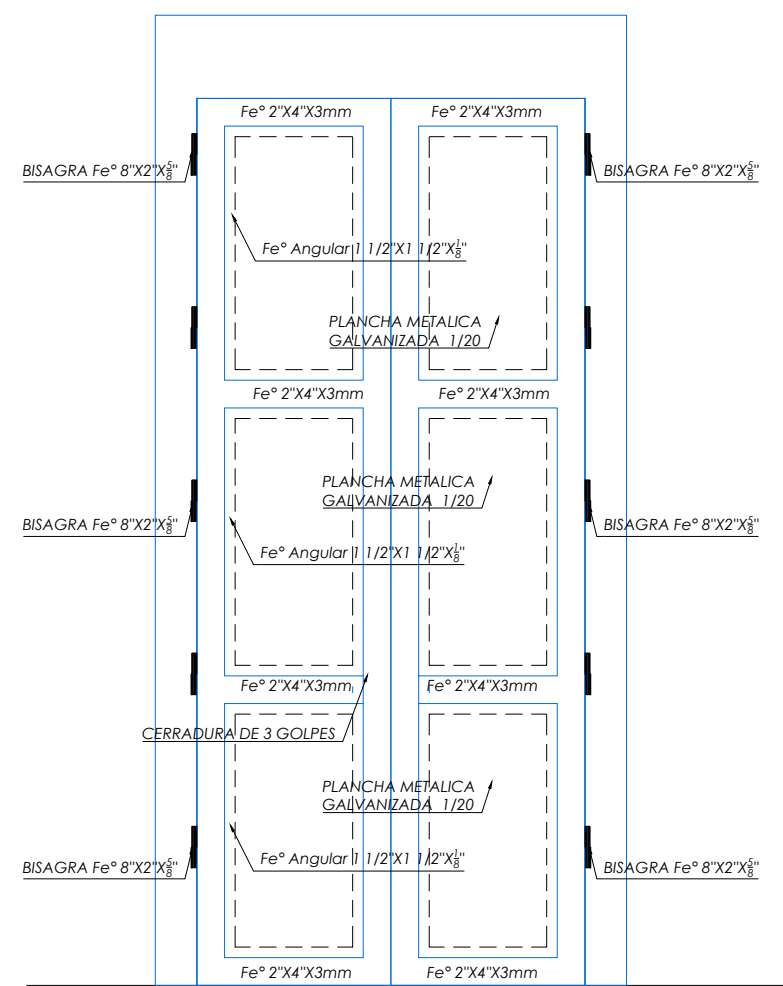 Fe° 2"X4"X3mm
Fe° 2"X4"X3mm
BISAGRA Fe° 8"X2"X5/8"
BISAGRA Fe° 8"X2"X5/8"
Fe° Angular 1 1/2"X1 1/2"X1/8"
PLANCHA METALICA
GALVANIZADA 1/20
Fe° 2"X4"X3mm
Fe° 2"X4"X3mm
PLANCHA METALICA
GALVANIZADA 1/20
BISAGRA Fe° 8"X2"X5/8"
BISAGRA Fe° 8"X2"X5/8"
Fe° Angular 1 1/2"X1 1/2"X1/8"
Fe° 2"X4"X3mm
Fe° 2"X4"X3mm
CERRADURA DE 3 GOLPES
PLANCHA METALICA
GALVANIZADA 1/20
Fe° Angular 1 1/2"X1 1/2"X1/8"
BISAGRA Fe° 8"X2"X5/8"
BISAGRA Fe° 8"X2"X5/8"
Fe° 2"X4"X3mm
Fe° 2"X4"X3mm